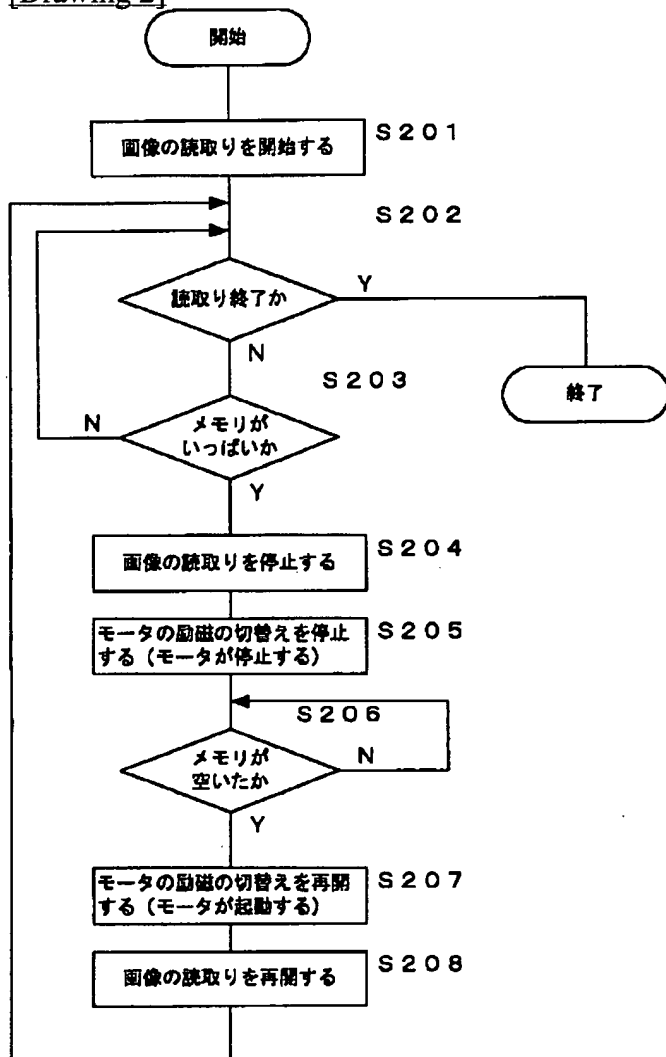 [Drawing 2]
開始
画像の読取りを開始する
S201
S202
読取り終了か
Y
N
終了
S203
メモリが
いっぱいか
N
Y
画像の読取りを停止する
S204
モータの励磁の切替えを停止
する(モータが停止する)
S205
S206
メモリが
空いたか
N
Y
モータの励磁の切替えを再開
する(モータが起動する)
S207
画像の読取りを再開する
S208